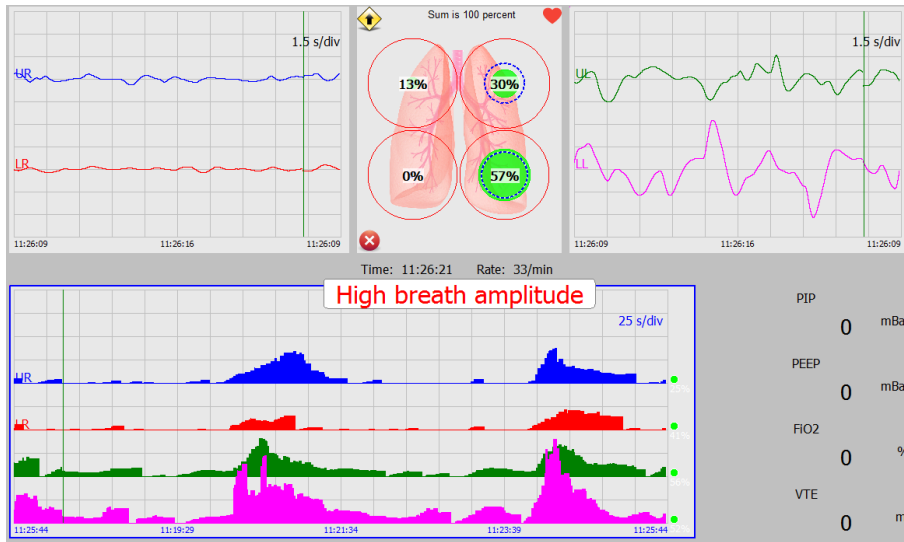 Sum is 100 percent
1.5 s/div
UR
LR
11:26:09 11:26:16 11:26:09
13% 30%
0% 57%
1.5 s/div
UL
LL
11:26:09 11:26:16 11:26:09
Time: 11:26:21 Rate: 33/min
High breath amplitude
25 s/div
UR
LR
41%
56%
11:25:44 11:19:29 11:21:34 11:23:39 11:25:44
PIP
0 mBa
PEEP
0 mBa
FiO2
0 %
VTE
0 m